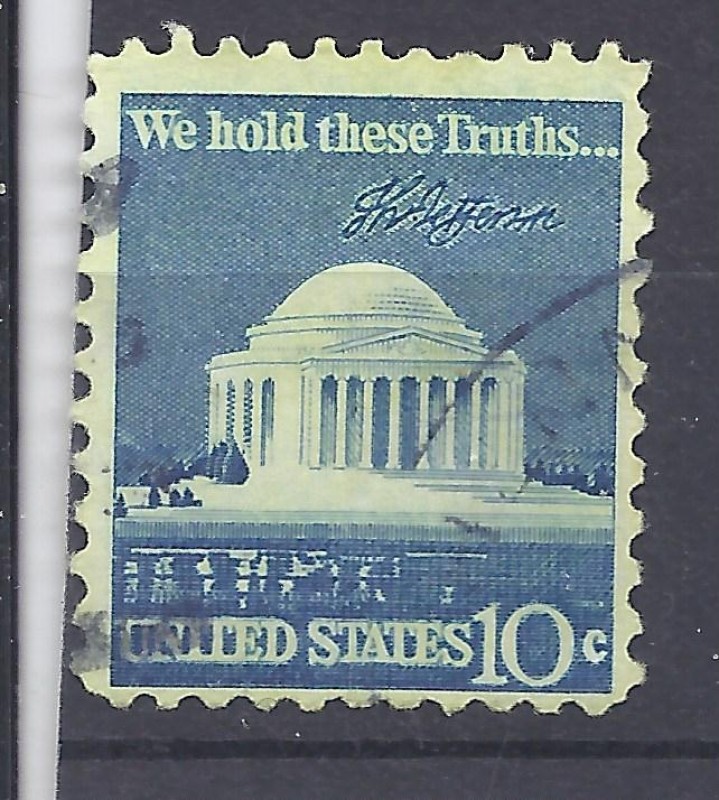 We hold these Truths...
Th Jefferson
UNITED STATES 10c